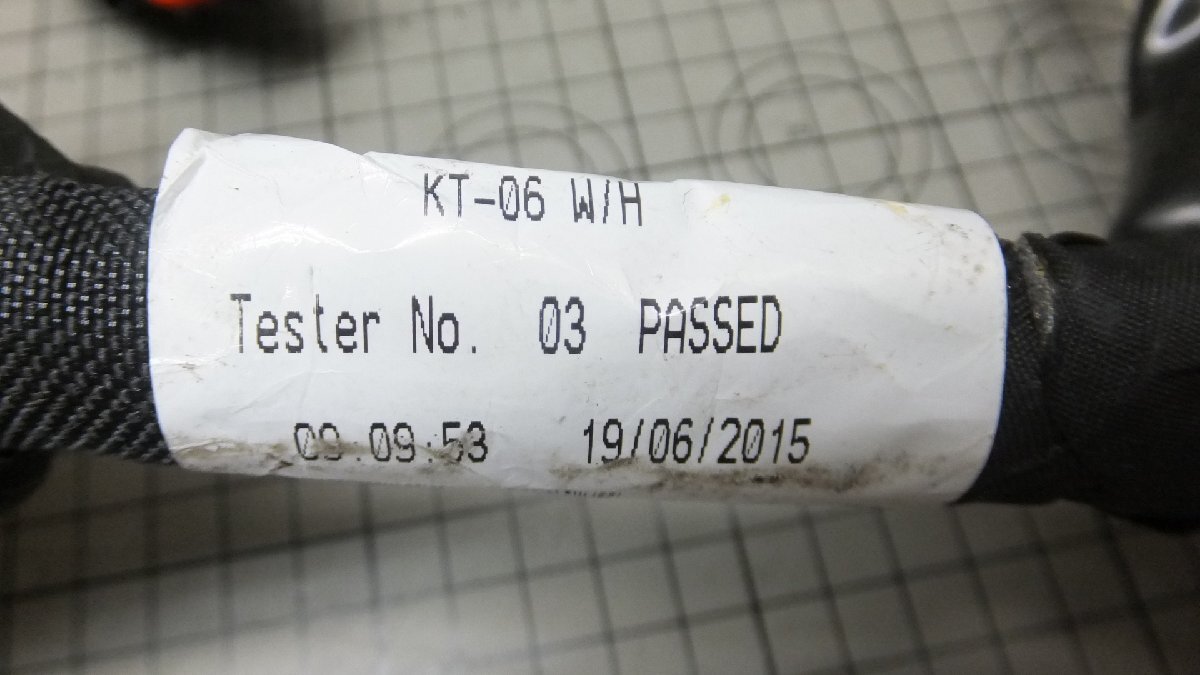 KT-06 W/H
Tester No. 03 PASSED
09:09:53 19/06/2015